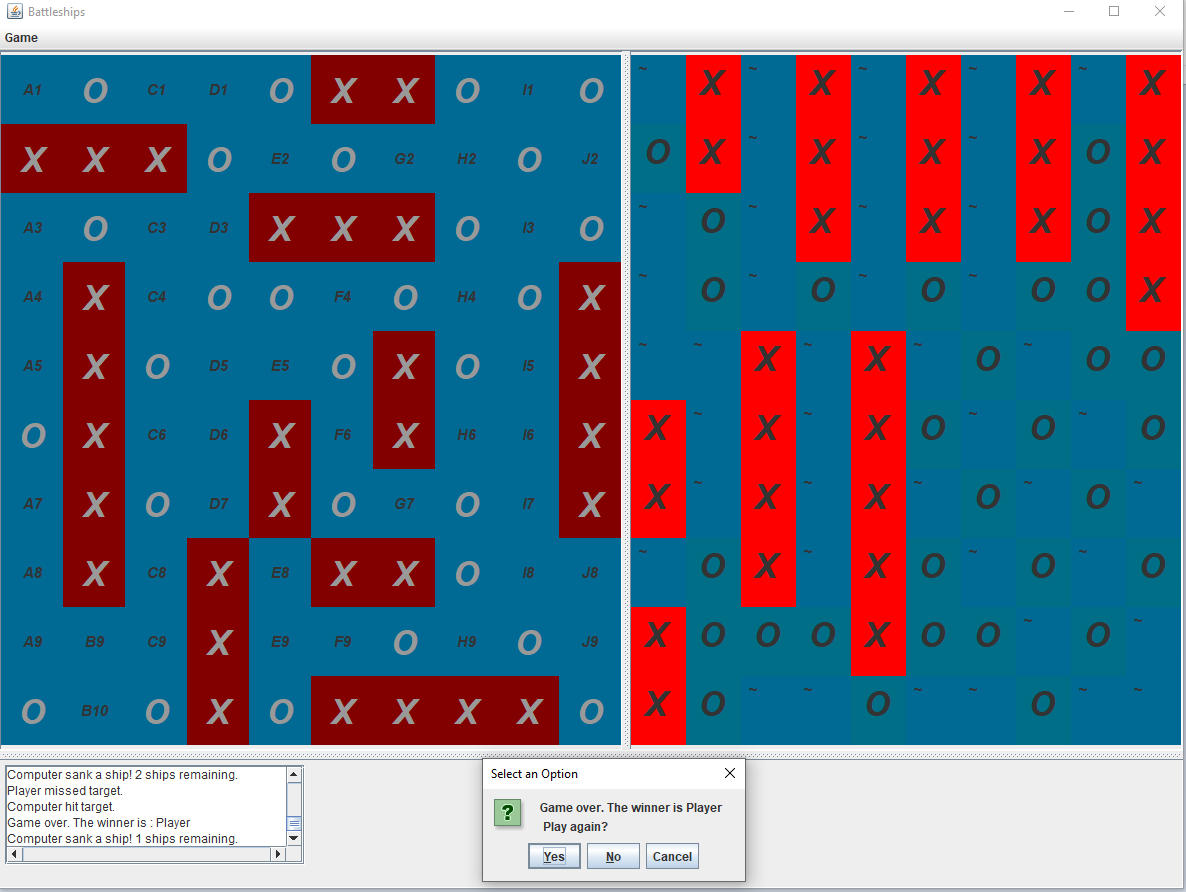 Battleships
Game
A1 O C1 D1 O X X O I1 O
X X X O E2 O G2 H2 O J2
A3 O C3 D3 X X X O I3 O
A4 X C4 O O F4 O H4 O X
A5 X O D5 E5 O X O I5 X
O X C6 D6 X F6 X H6 I6 X
A7 X O D7 X O G7 O I7 X
A8 X C8 X E8 X X O I8 J8
A9 B9 C9 X E9 F9 O H9 O J9
O B10 O X O X X X X O
~ X ~ X ~ X ~ X ~ X
O X ~ X ~ X ~ X O X
~ O ~ X ~ X ~ X O X
~ O ~ O ~ O ~ O O X
~ ~ X ~ X ~ O ~ O O
X ~ X ~ X O ~ O ~ O
X ~ X ~ X ~ O ~ O ~
~ O X ~ X O ~ O ~ O
X O O O X O O ~ O ~
X O ~ ~ O ~ ~ O ~ ~
Computer sank a ship! 2 ships remaining.
Player missed target.
Computer hit target.
Game over. The winner is : Player
Computer sank a ship! 1 ships remaining.
Select an Option
Game over. The winner is Player
Play again?
Yes No Cancel